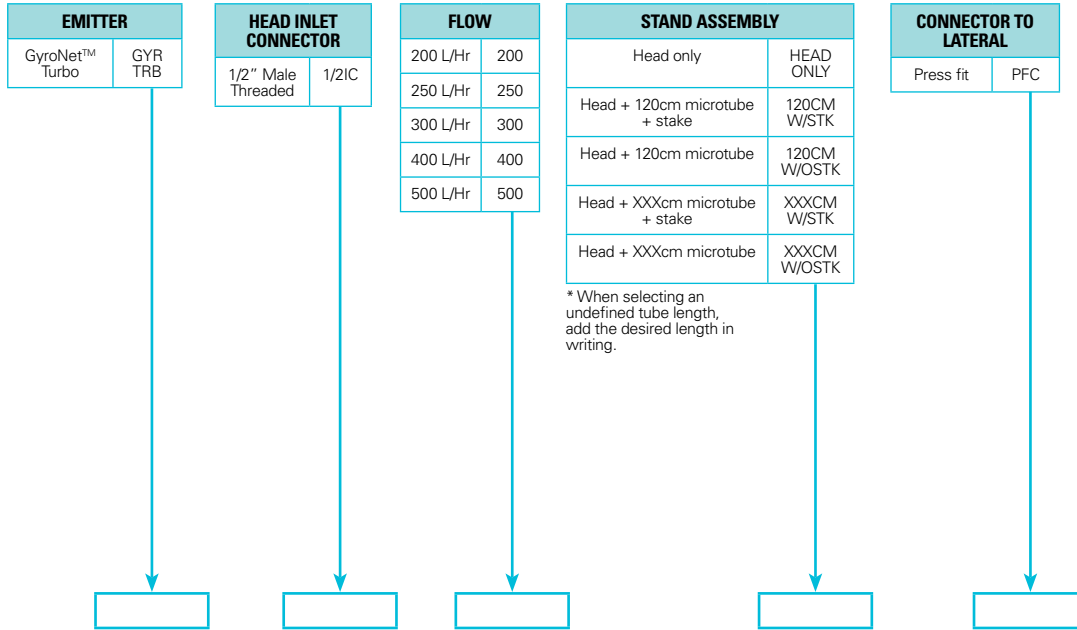 EMITTER
GyroNet™ Turbo
GYR TRB
HEAD INLET
CONNECTOR
1/2” Male Threaded
1/2IC
FLOW
200 L/Hr 200
250 L/Hr 250
300 L/Hr 300
400 L/Hr 400
500 L/Hr 500
STAND ASSEMBLY
Head only
HEAD ONLY
Head + 120cm microtube
+ stake
120CM
W/STK
Head + 120cm microtube
120CM
W/OSTK
Head + XXXcm microtube
+ stake
XXXCM
W/STK
Head + XXXcm microtube
XXXCM
W/OSTK
* When selecting an
undefined tube length,
add the desired length in
writing.
CONNECTOR TO
LATERAL
Press fit PFC